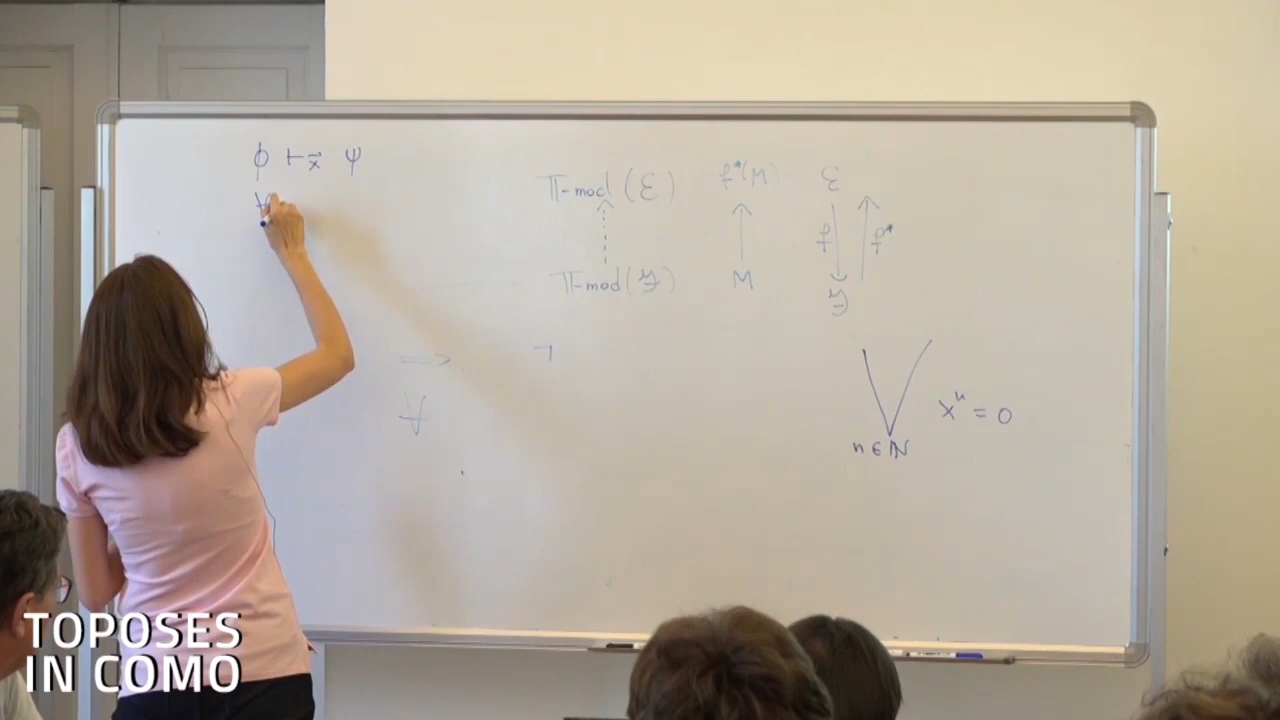 ϕ ⊢x⃗ ψ
∀
𝕋-mod (ℰ) f*(M) ℰ
f f*
𝕋-mod (ℱ) M ℱ
⇒ ¬
∀
⋁ xⁿ = 0
n ∈ ℕ
TOPOSES
IN COMO